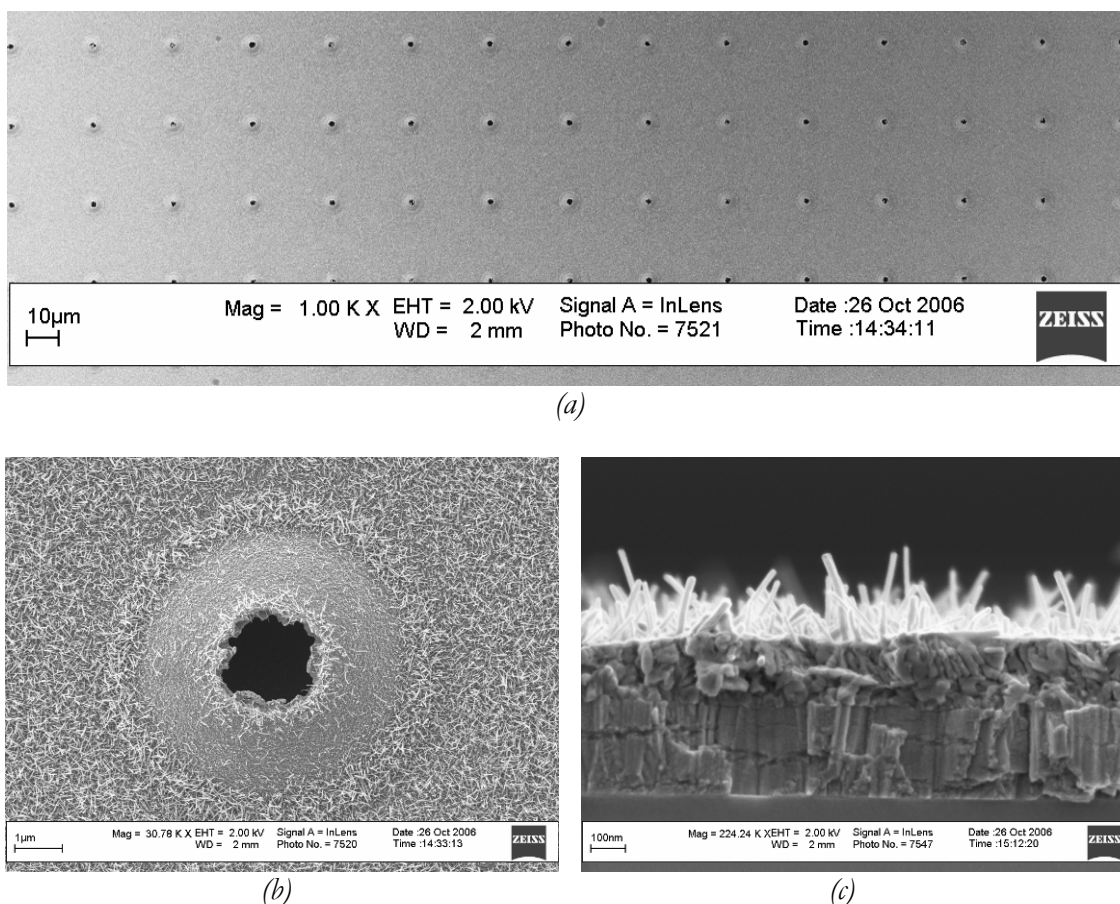 10µm
Mag = 1.00 K X EHT = 2.00 kV Signal A = InLens Date :26 Oct 2006
WD = 2 mm Photo No. = 7521 Time :14:34:11
ZEISS
(a)
1µm
Mag = 30.78 K X EHT = 2.00 kV Signal A = InLens Date :26 Oct 2006
WD = 2 mm Photo No. = 7520 Time :14:33:13
ZEISS
(b)
100nm
Mag = 224.24 K X EHT = 2.00 kV Signal A = InLens Date :26 Oct 2006
WD = 2 mm Photo No. = 7547 Time :15:12:20
ZEISS
(c)